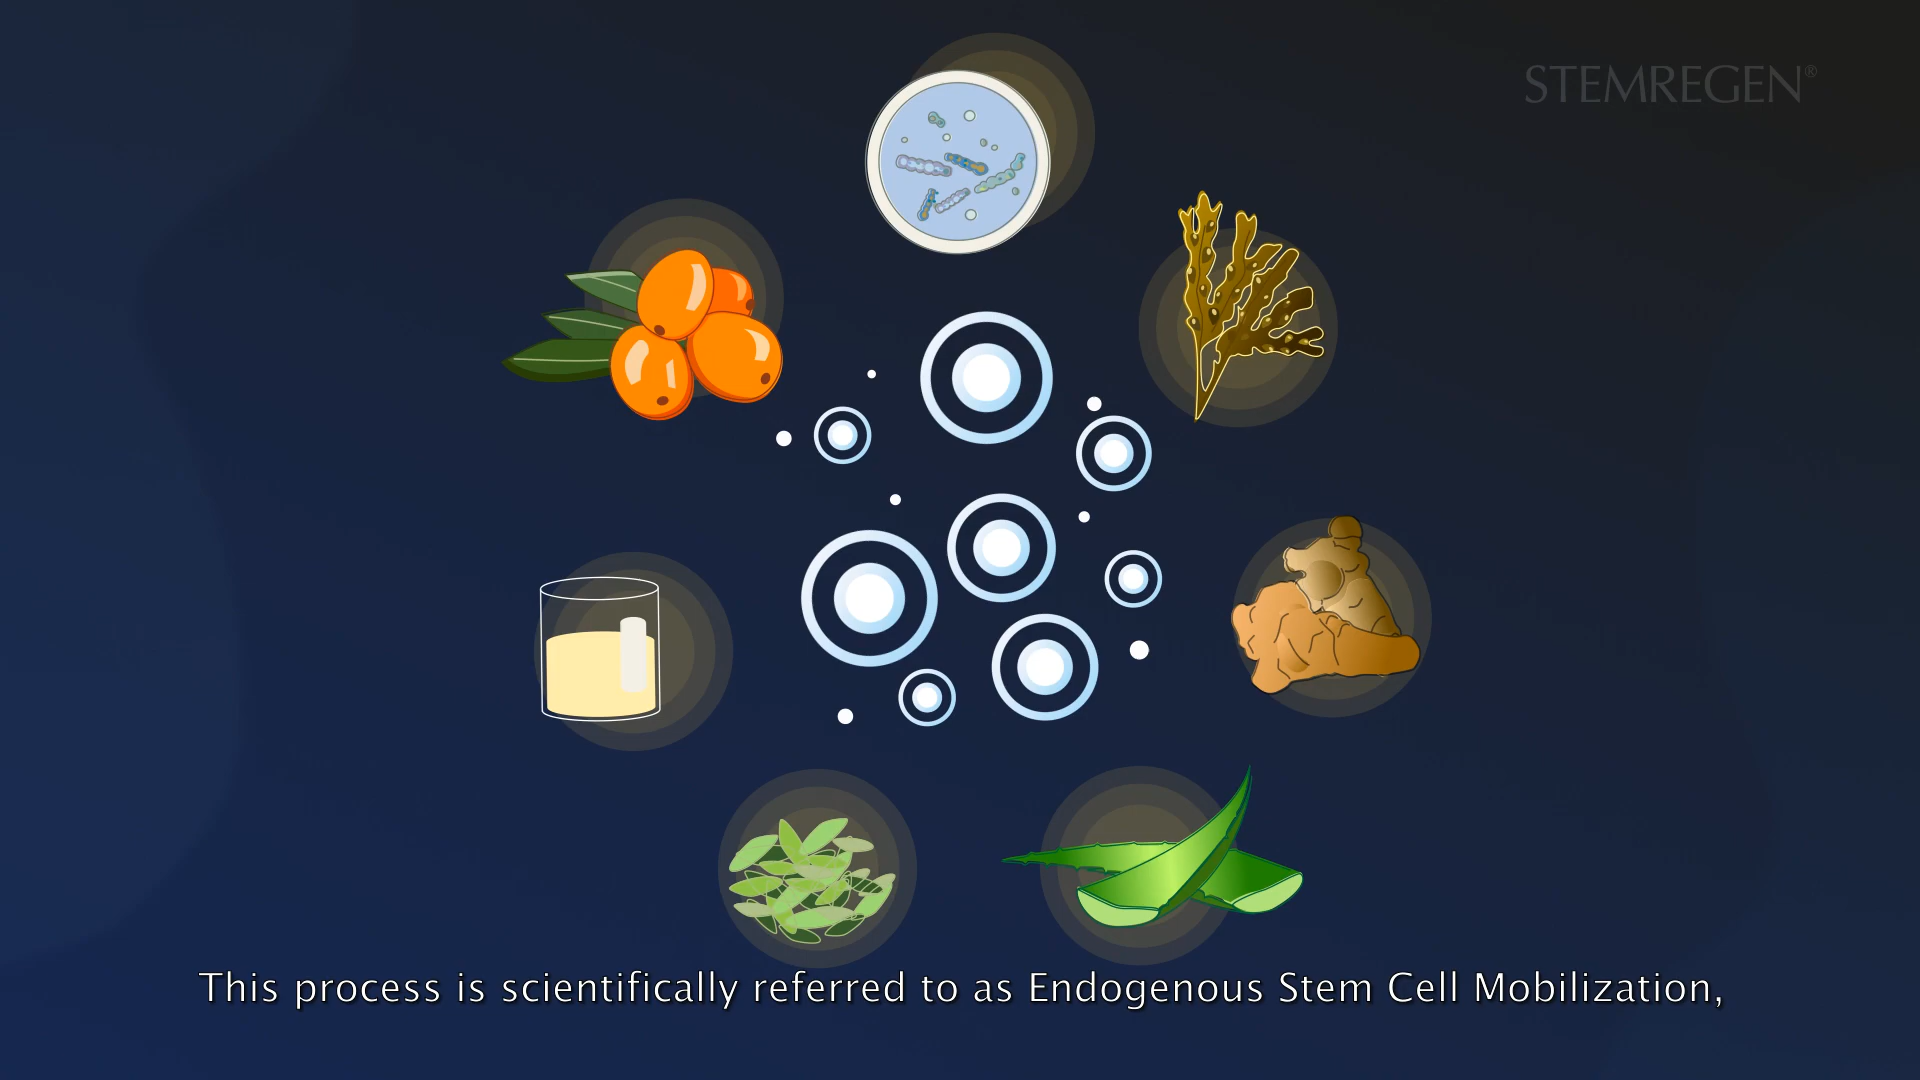 STEMREGEN®
This process is scientifically referred to as Endogenous Stem Cell Mobilization,